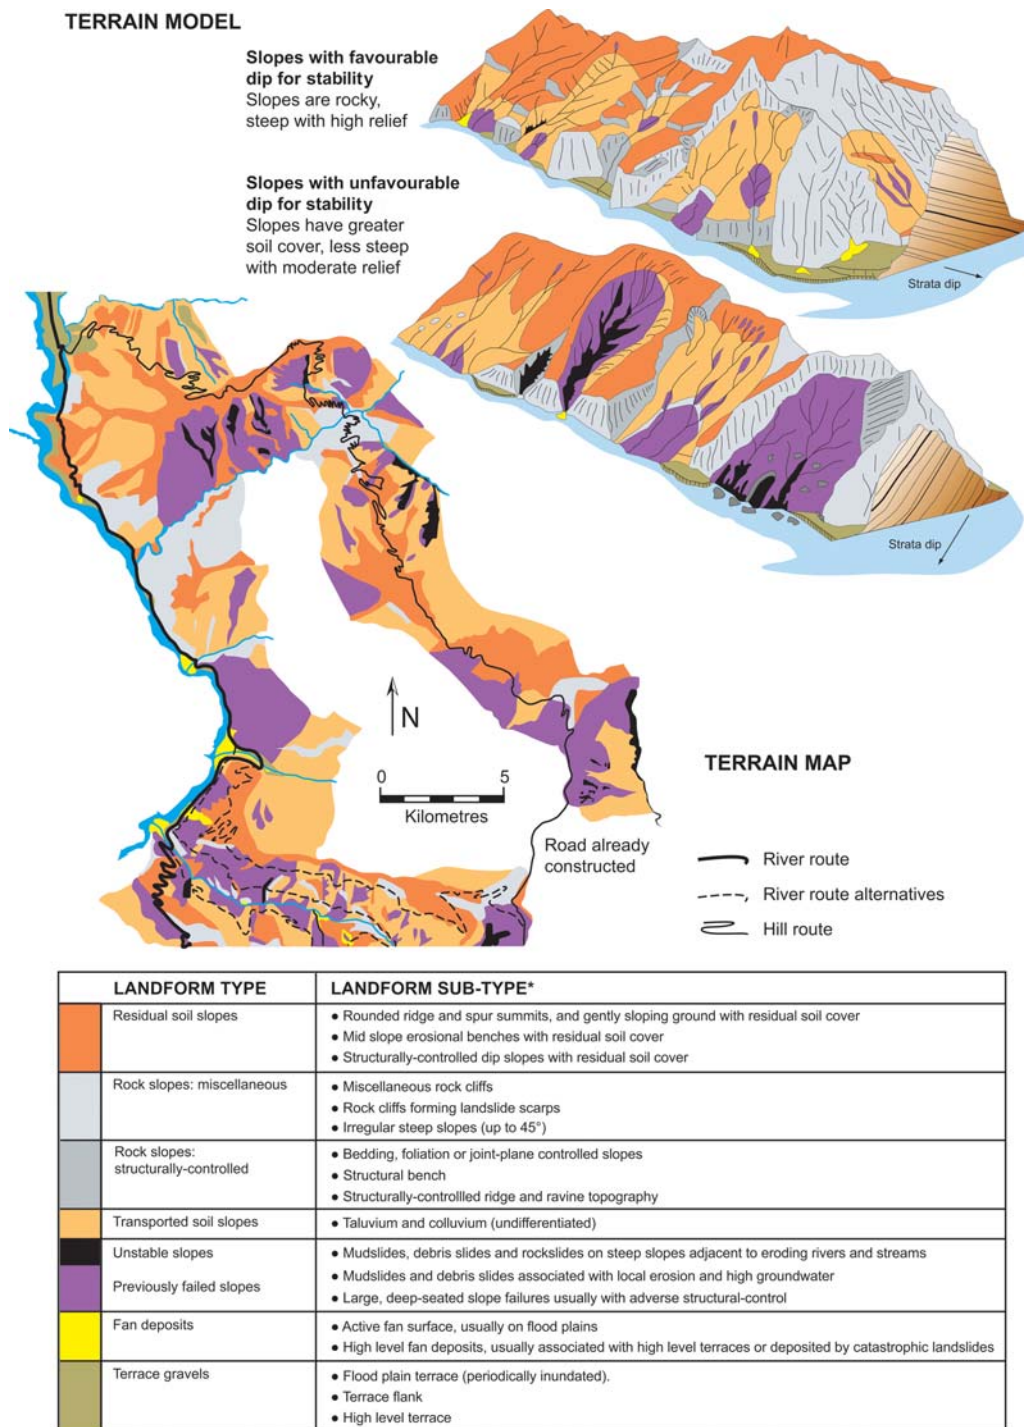 TERRAIN MODEL
Slopes with favourable
dip for stability
Slopes are rocky,
steep with high relief
Slopes with unfavourable
dip for stability
Slopes have greater
soil cover, less steep
with moderate relief
Strata dip
Strata dip
N
0 5
Kilometres
TERRAIN MAP
Road already
constructed
River route
River route alternatives
Hill route
LANDFORM TYPE
LANDFORM SUB-TYPE*
Residual soil slopes
● Rounded ridge and spur summits, and gently sloping ground with residual soil cover
● Mid slope erosional benches with residual soil cover
● Structurally-controlled dip slopes with residual soil cover
Rock slopes: miscellaneous
● Miscellaneous rock cliffs
● Rock cliffs forming landslide scarps
● Irregular steep slopes (up to 45°)
Rock slopes:
structurally-controlled
● Bedding, foliation or joint-plane controlled slopes
● Structural bench
● Structurally-controllled ridge and ravine topography
Transported soil slopes
● Taluvium and colluvium (undifferentiated)
Unstable slopes
● Mudslides, debris slides and rockslides on steep slopes adjacent to eroding rivers and streams
Previously failed slopes
● Mudslides and debris slides associated with local erosion and high groundwater
● Large, deep-seated slope failures usually with adverse structural-control
Fan deposits
● Active fan surface, usually on flood plains
● High level fan deposits, usually associated with high level terraces or deposited by catastrophic landslides
Terrace gravels
● Flood plain terrace (periodically inundated).
● Terrace flank
● High level terrace